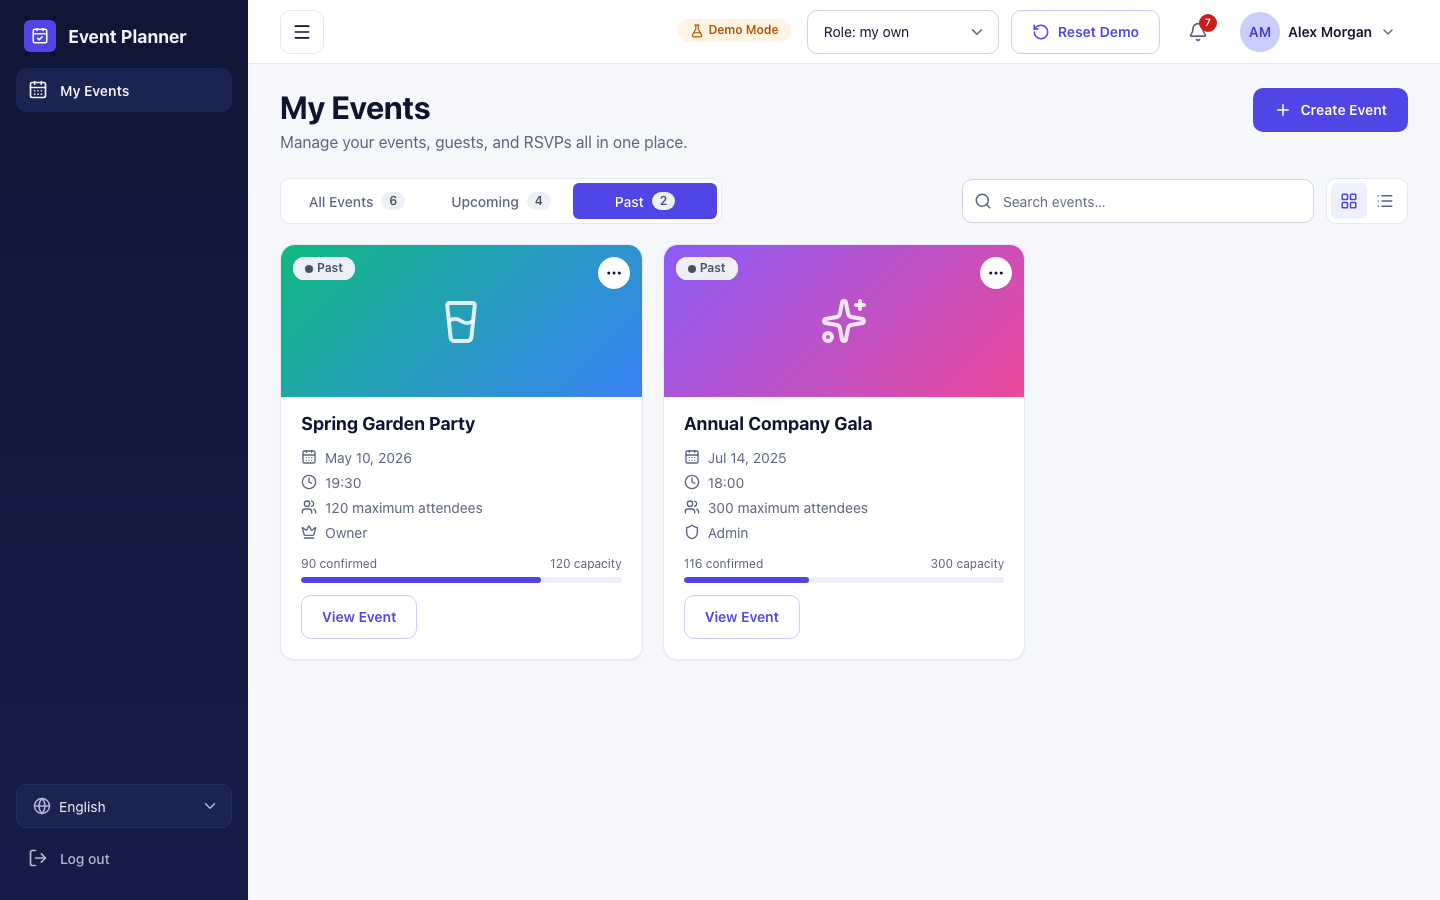 Event Planner
My Events
English
Log out
Demo Mode
Role: my own
Reset Demo
7
AM
Alex Morgan
My Events
Manage your events, guests, and RSVPs all in one place.
Create Event
All Events 6
Upcoming 4
Past 2
Search events...
Past
Spring Garden Party
May 10, 2026
19:30
120 maximum attendees
Owner
90 confirmed
120 capacity
View Event
Past
Annual Company Gala
Jul 14, 2025
18:00
300 maximum attendees
Admin
116 confirmed
300 capacity
View Event